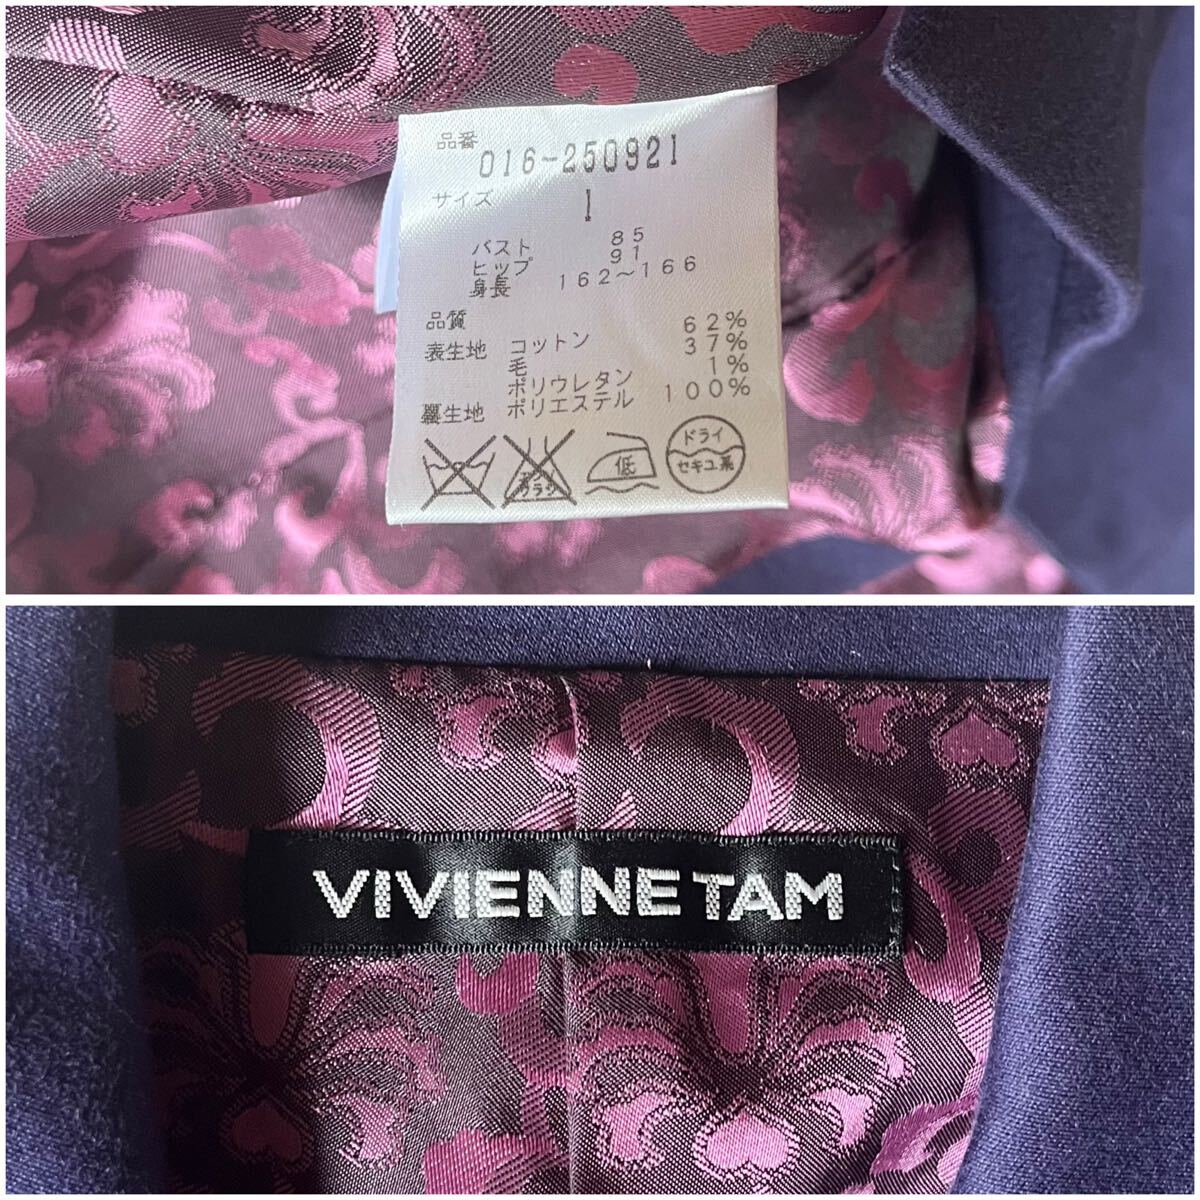 品番
016-250921
サイズ 1
バスト 85
ヒップ 91
身長 162～166
品質
表生地 コットン 62%
毛 37%
ポリウレタン 1%
裏生地 ポリエステル 100%
低
ドライ
セキユ系
VIVIENNE TAM